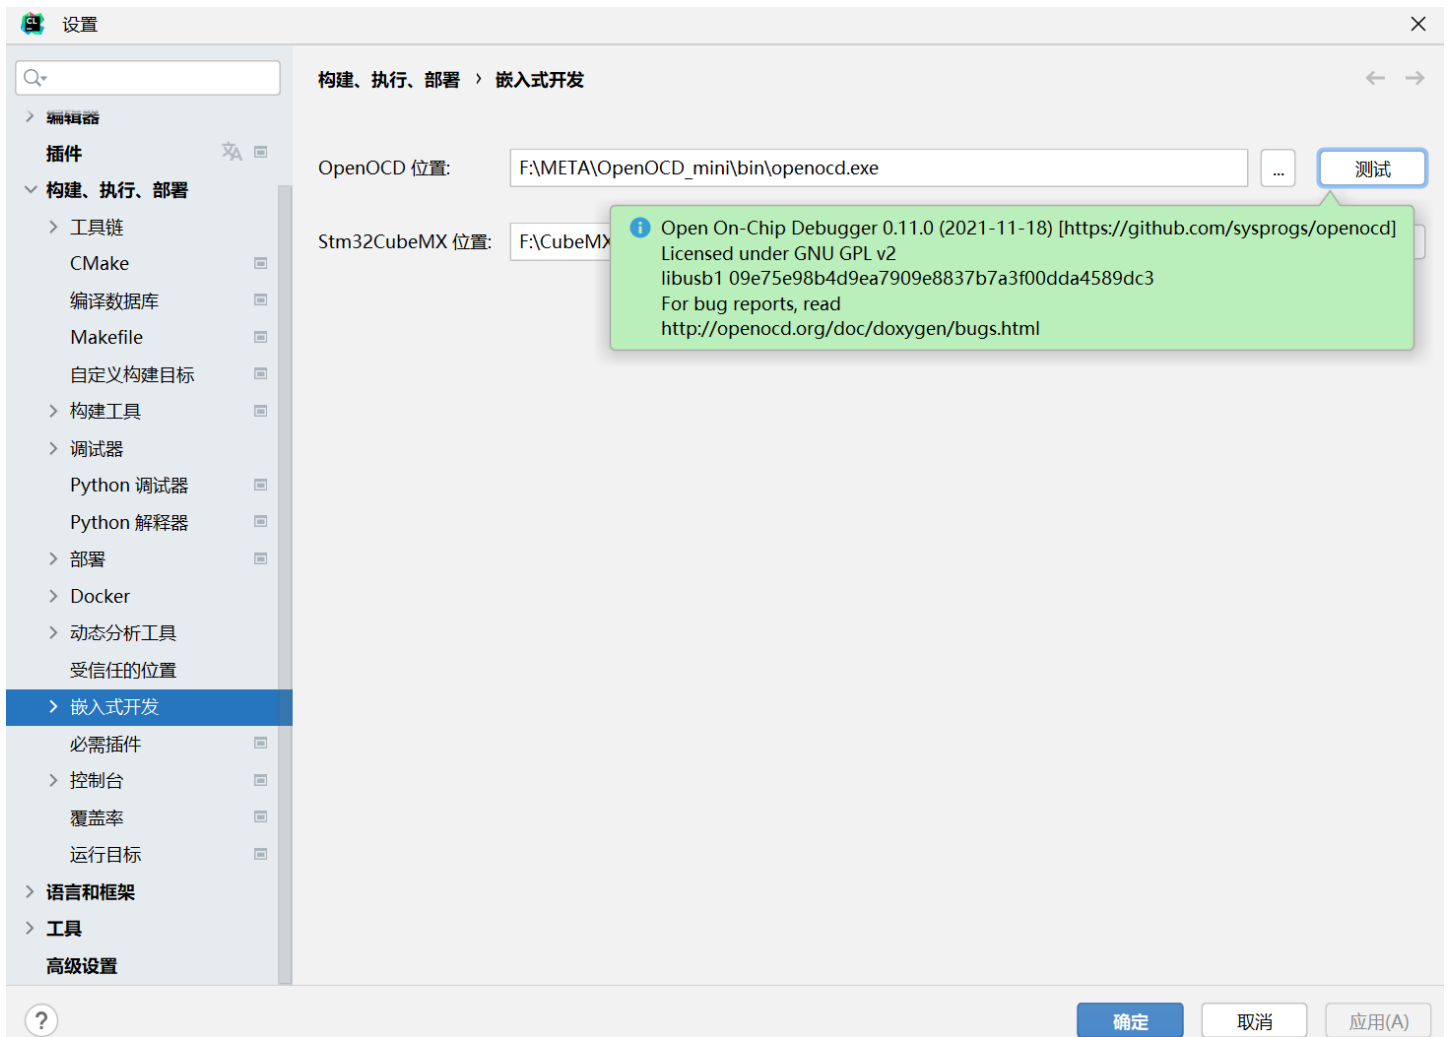 设置
构建、执行、部署 › 嵌入式开发
编辑器
插件
构建、执行、部署
工具链
CMake
编译数据库
Makefile
自定义构建目标
构建工具
调试器
Python 调试器
Python 解释器
部署
Docker
动态分析工具
受信任的位置
嵌入式开发
必需插件
控制台
覆盖率
运行目标
语言和框架
工具
高级设置
OpenOCD 位置: F:\META\OpenOCD_mini\bin\openocd.exe ... 测试
Stm32CubeMX 位置: F:\CubeMX
Open On-Chip Debugger 0.11.0 (2021-11-18) [https://github.com/sysprogs/openocd]
Licensed under GNU GPL v2
libusb1 09e75e98b4d9ea7909e8837b7a3f00dda4589dc3
For bug reports, read
http://openocd.org/doc/doxygen/bugs.html
? 确定 取消 应用(A)